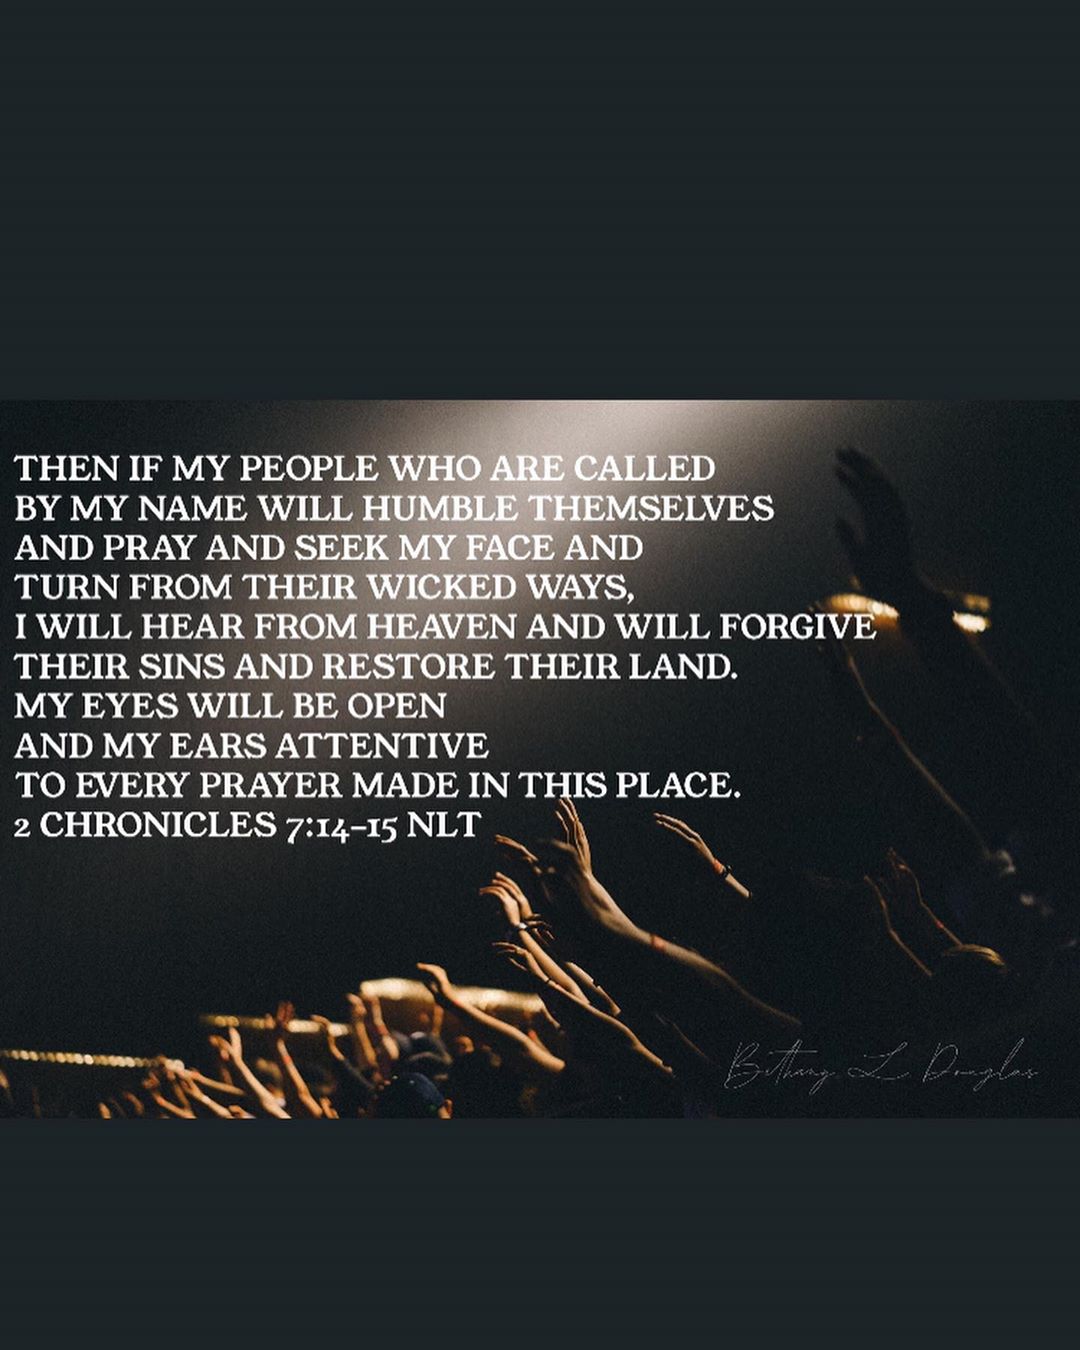 THEN IF MY PEOPLE WHO ARE CALLED
BY MY NAME WILL HUMBLE THEMSELVES
AND PRAY AND SEEK MY FACE AND
TURN FROM THEIR WICKED WAYS,
I WILL HEAR FROM HEAVEN AND WILL FORGIVE
THEIR SINS AND RESTORE THEIR LAND.
MY EYES WILL BE OPEN
AND MY EARS ATTENTIVE
TO EVERY PRAYER MADE IN THIS PLACE.
2 CHRONICLES 7:14–15 NLT
Bethany L Douglas